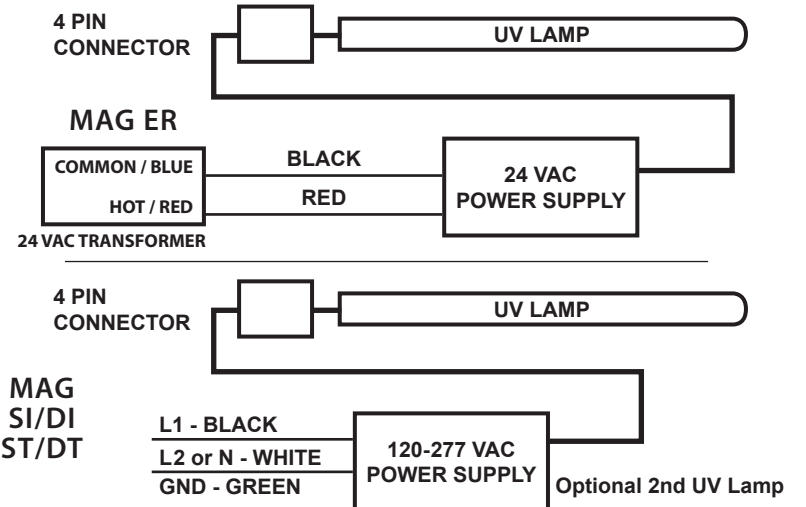 4 PIN
CONNECTOR
UV LAMP
MAG ER
COMMON / BLUE
HOT / RED
24 VAC TRANSFORMER
BLACK
RED
24 VAC
POWER SUPPLY
4 PIN
CONNECTOR
UV LAMP
MAG
SI/DI
ST/DT
L1 - BLACK
L2 or N - WHITE
GND - GREEN
120-277 VAC
POWER SUPPLY
Optional 2nd UV Lamp